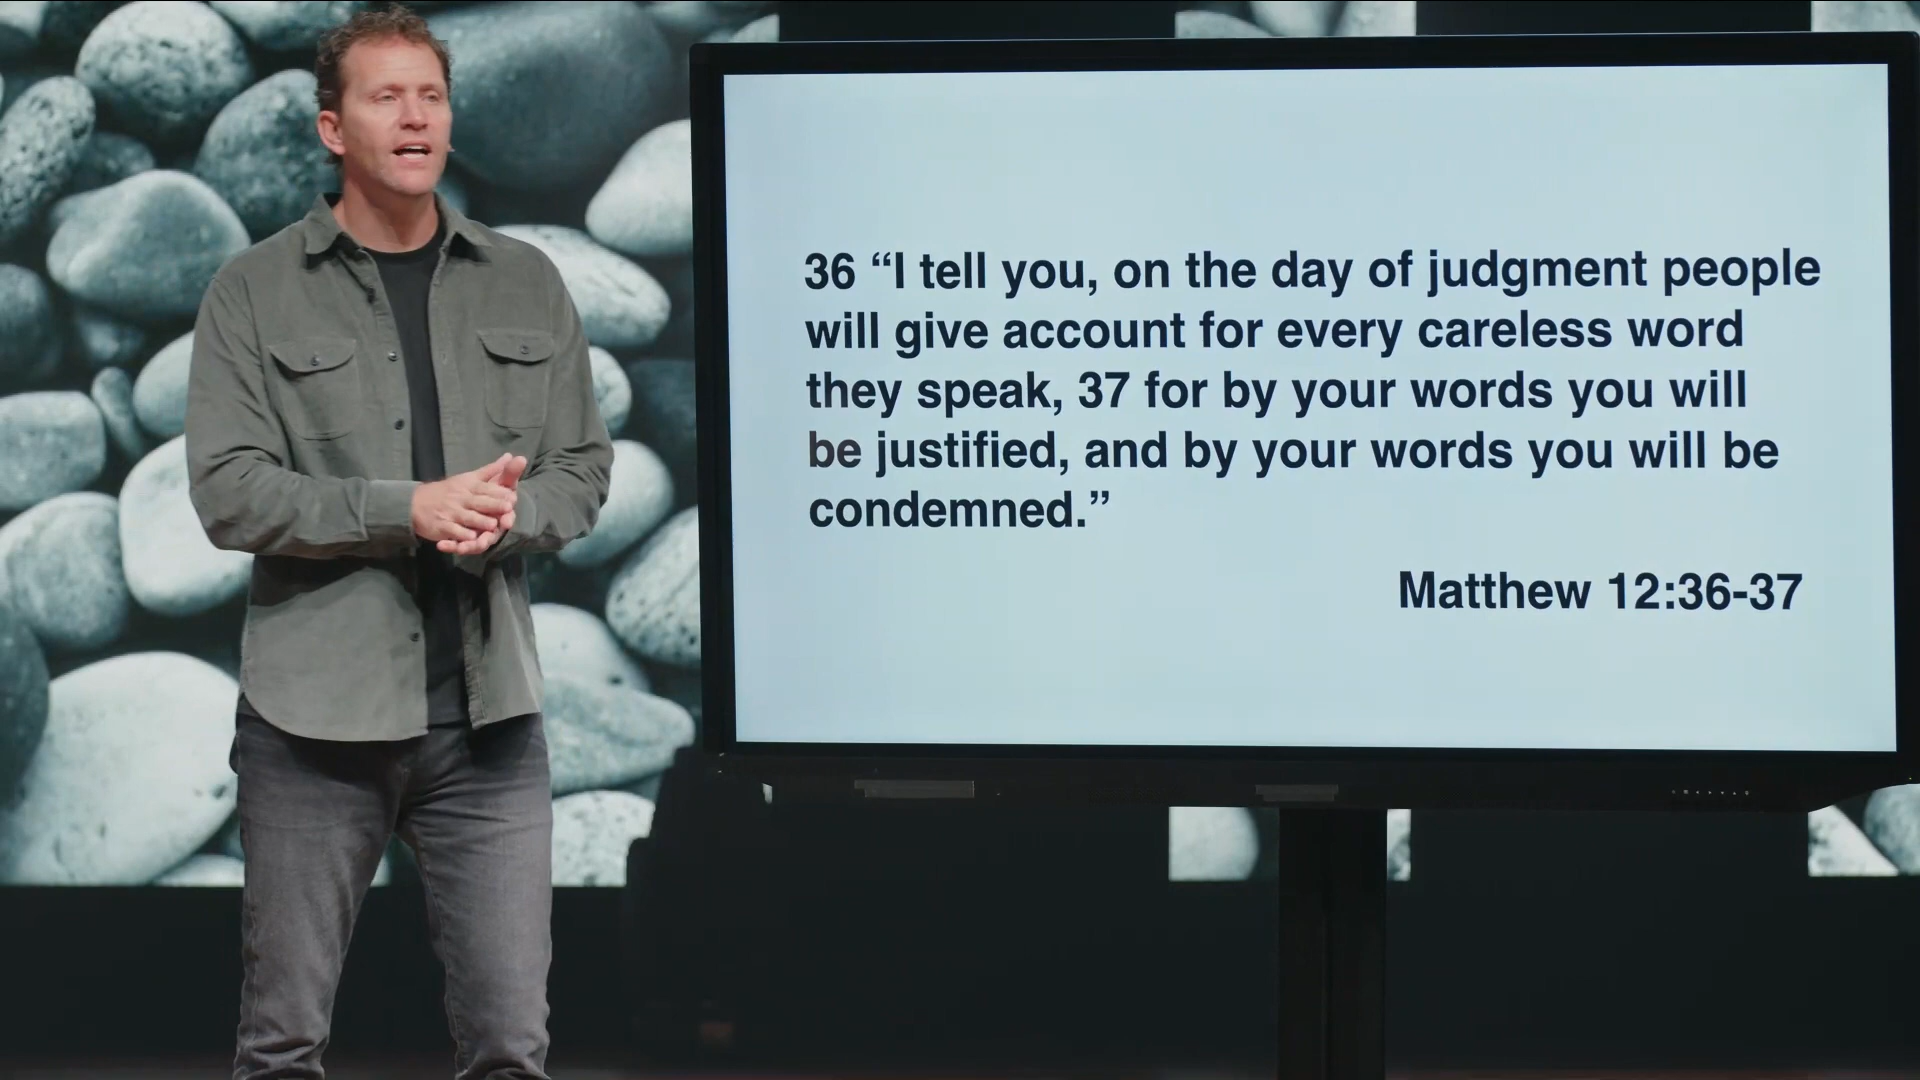 36 “I tell you, on the day of judgment people
will give account for every careless word
they speak, 37 for by your words you will
be justified, and by your words you will be
condemned.”
Matthew 12:36-37